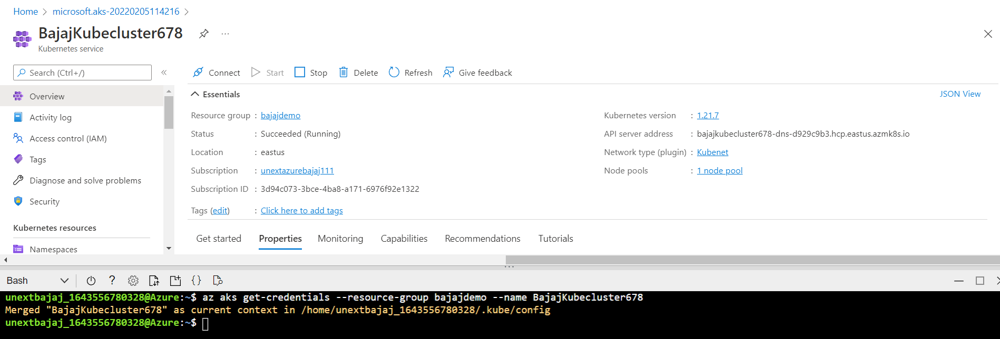 Home > microsoft.aks-20220205114216 >
BajajKubecluster678 ...
Kubernetes service
Search (Ctrl+/) «
Overview
Activity log
Access control (IAM)
Tags
Diagnose and solve problems
Security
Kubernetes resources
Namespaces
Connect Start Stop Delete Refresh Give feedback
Essentials JSON View
Resource group : bajajdemo
Status : Succeeded (Running)
Location : eastus
Subscription : unextazurebajaj111
Subscription ID : 3d94c073-3bce-4ba8-a171-6976f92e1322
Tags (edit) : Click here to add tags
Kubernetes version : 1.21.7
API server address : bajajkubecluster678-dns-d929c9b3.hcp.eastus.azmk8s.io
Network type (plugin) : Kubenet
Node pools : 1 node pool
Get started Properties Monitoring Capabilities Recommendations Tutorials
Bash ? {}
unextbajaj_1643556780328@Azure:~$ az aks get-credentials --resource-group bajajdemo --name BajajKubecluster678
Merged "BajajKubecluster678" as current context in /home/unextbajaj_1643556780328/.kube/config
unextbajaj_1643556780328@Azure:~$